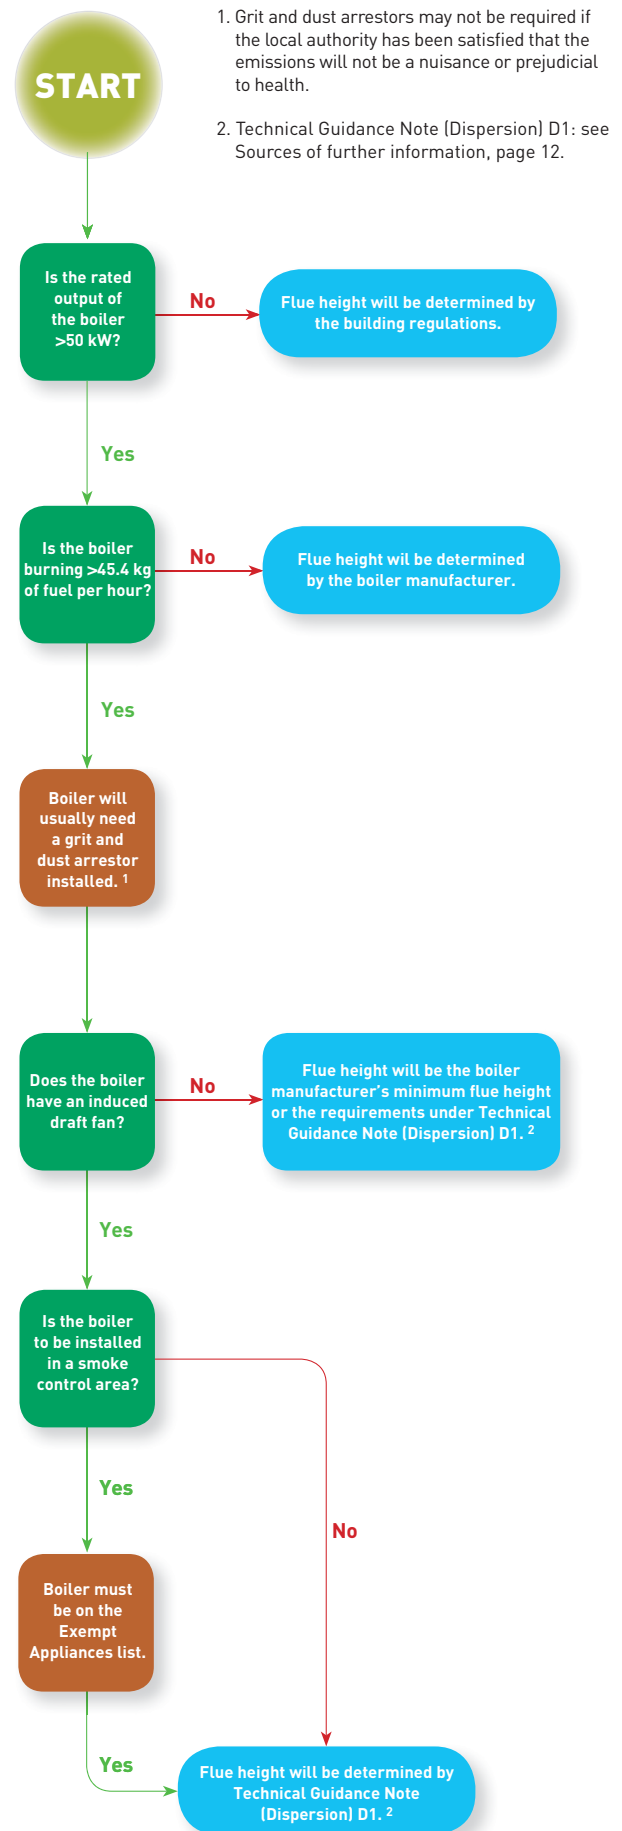 1. Grit and dust arrestors may not be required if
the local authority has been satisfied that the
emissions will not be a nuisance or prejudicial
to health.
2. Technical Guidance Note (Dispersion) D1: see
Sources of further information, page 12.
START
Is the rated
output of
the boiler
>50 kW?
No
Flue height will be determined by
the building regulations.
Yes
Is the boiler
burning >45.4 kg
of fuel per hour?
No
Flue height wil be determined
by the boiler manufacturer.
Yes
Boiler will
usually need
a grit and
dust arrestor
installed. 1
Does the boiler
have an induced
draft fan?
No
Flue height will be the boiler
manufacturer's minimum flue height
or the requirements under Technical
Guidance Note (Dispersion) D1. 2
Yes
Is the boiler
to be installed
in a smoke
control area?
Yes
No
Boiler must
be on the
Exempt
Appliances list.
Yes
Flue height will be determined by
Technical Guidance Note
(Dispersion) D1. 2